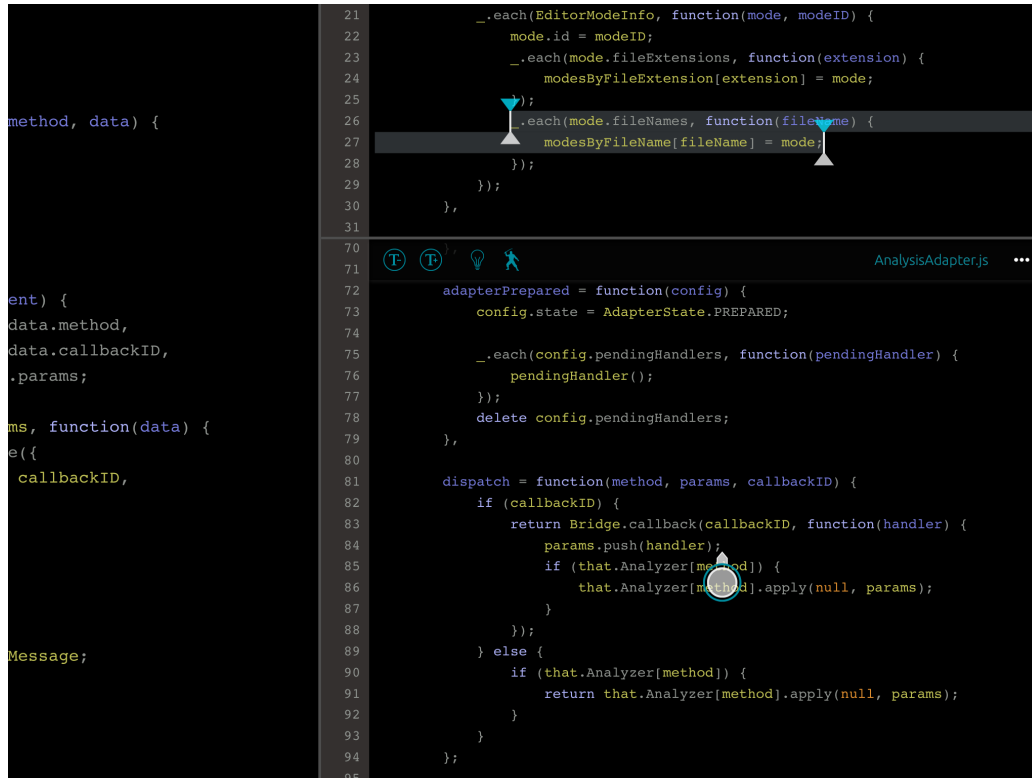 method, data) {
ent) {
data.method,
data.callbackID,
.params;
ms, function(data) {
e({
callbackID,
Message;
21 _.each(EditorModeInfo, function(mode, modeID) {
22 mode.id = modeID;
23 _.each(mode.fileExtensions, function(extension) {
24 modesByFileExtension[extension] = mode;
25 });
26 _.each(mode.fileNames, function(fileName) {
27 modesByFileName[fileName] = mode;
28 });
29 });
30 },
31
70 },
T- T+ AnalysisAdapter.js •••
71
72 adapterPrepared = function(config) {
73 config.state = AdapterState.PREPARED;
74
75 _.each(config.pendingHandlers, function(pendingHandler) {
76 pendingHandler();
77 });
78 delete config.pendingHandlers;
79 },
80
81 dispatch = function(method, params, callbackID) {
82 if (callbackID) {
83 return Bridge.callback(callbackID, function(handler) {
84 params.push(handler);
85 if (that.Analyzer[method]) {
86 that.Analyzer[method].apply(null, params);
87 }
88 });
89 } else {
90 if (that.Analyzer[method]) {
91 return that.Analyzer[method].apply(null, params);
92 }
93 }
94 };
95